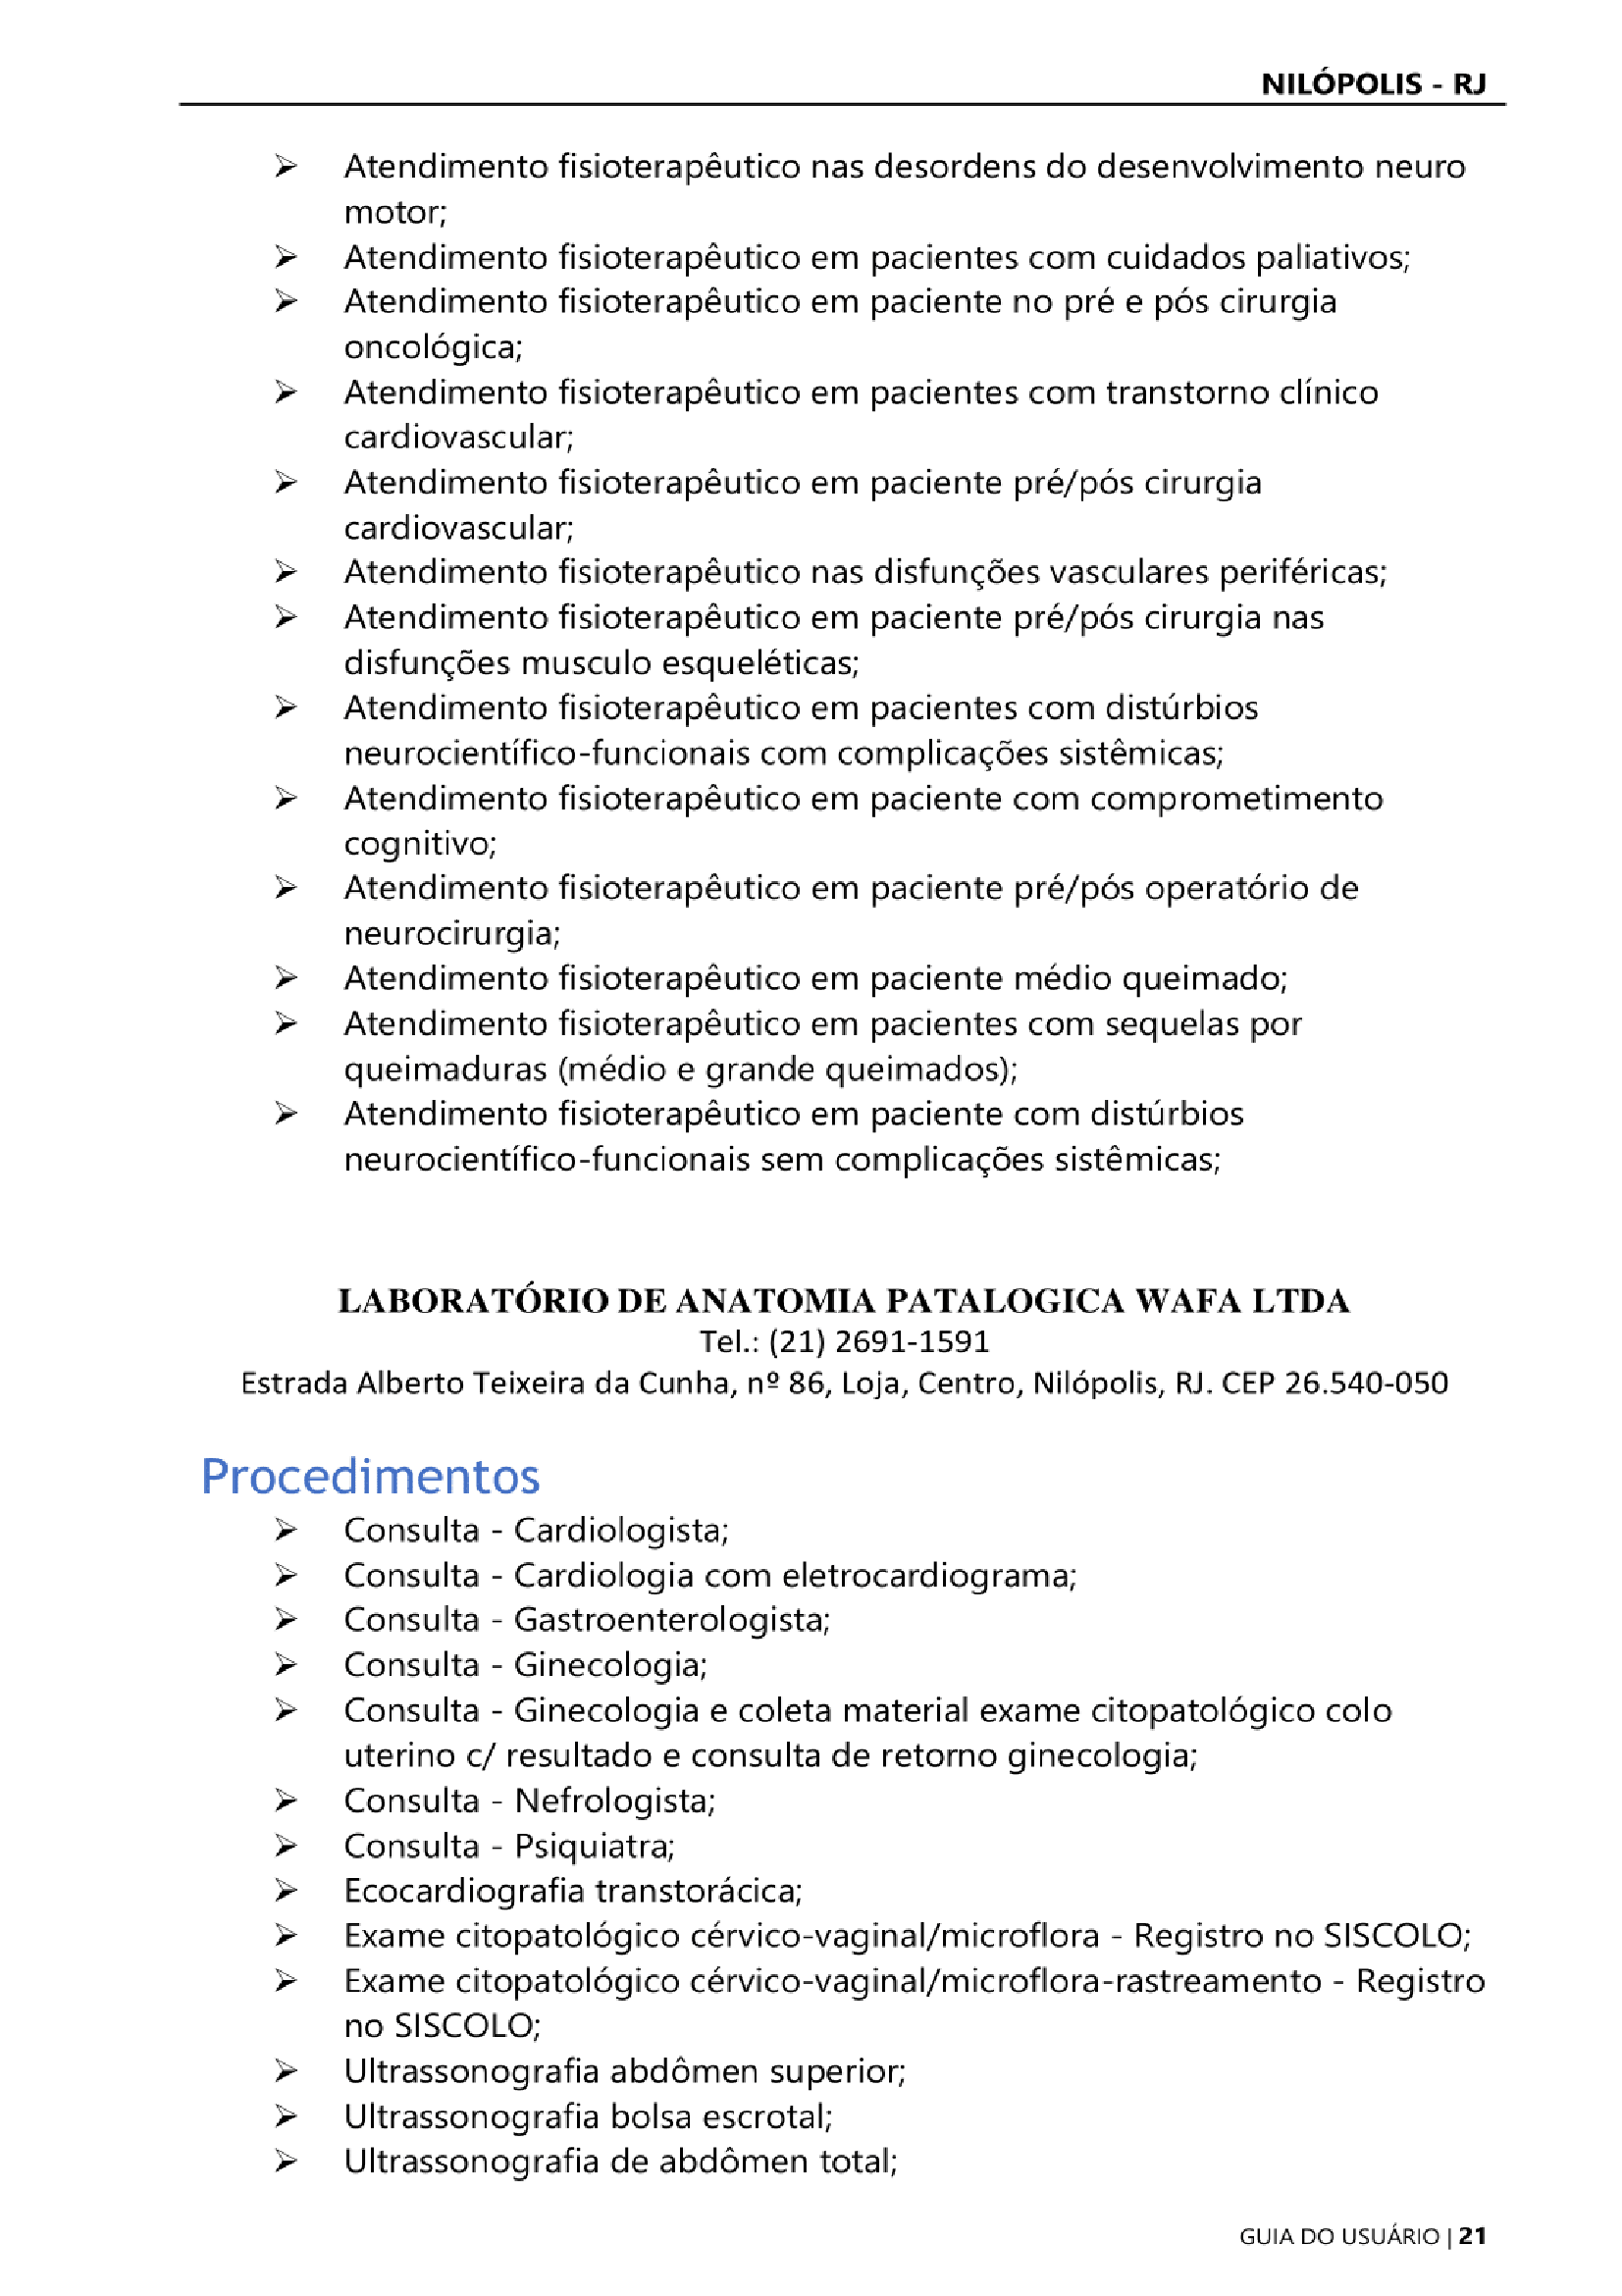 NILÓPOLIS - RJ
➢ Atendimento fisioterapêutico nas desordens do desenvolvimento neuro
motor;
➢ Atendimento fisioterapêutico em pacientes com cuidados paliativos;
➢ Atendimento fisioterapêutico em paciente no pré e pós cirurgia
oncológica;
➢ Atendimento fisioterapêutico em pacientes com transtorno clínico
cardiovascular;
➢ Atendimento fisioterapêutico em paciente pré/pós cirurgia
cardiovascular;
➢ Atendimento fisioterapêutico nas disfunções vasculares periféricas;
➢ Atendimento fisioterapêutico em paciente pré/pós cirurgia nas
disfunções musculo esqueléticas;
➢ Atendimento fisioterapêutico em pacientes com distúrbios
neurocientífico-funcionais com complicações sistêmicas;
➢ Atendimento fisioterapêutico em paciente com comprometimento
cognitivo;
➢ Atendimento fisioterapêutico em paciente pré/pós operatório de
neurocirurgia;
➢ Atendimento fisioterapêutico em paciente médio queimado;
➢ Atendimento fisioterapêutico em pacientes com sequelas por
queimaduras (médio e grande queimados);
➢ Atendimento fisioterapêutico em paciente com distúrbios
neurocientífico-funcionais sem complicações sistêmicas;
LABORATÓRIO DE ANATOMIA PATALOGICA WAFA LTDA
Tel.: (21) 2691-1591
Estrada Alberto Teixeira da Cunha, nº 86, Loja, Centro, Nilópolis, RJ. CEP 26.540-050
Procedimentos
➢ Consulta - Cardiologista;
➢ Consulta - Cardiologia com eletrocardiograma;
➢ Consulta - Gastroenterologista;
➢ Consulta - Ginecologia;
➢ Consulta - Ginecologia e coleta material exame citopatológico colo
uterino c/ resultado e consulta de retorno ginecologia;
➢ Consulta - Nefrologista;
➢ Consulta - Psiquiatra;
➢ Ecocardiografia transtorácica;
➢ Exame citopatológico cérvico-vaginal/microflora - Registro no SISCOLO;
➢ Exame citopatológico cérvico-vaginal/microflora-rastreamento - Registro
no SISCOLO;
➢ Ultrassonografia abdômen superior;
➢ Ultrassonografia bolsa escrotal;
➢ Ultrassonografia de abdômen total;
GUIA DO USUÁRIO | 21